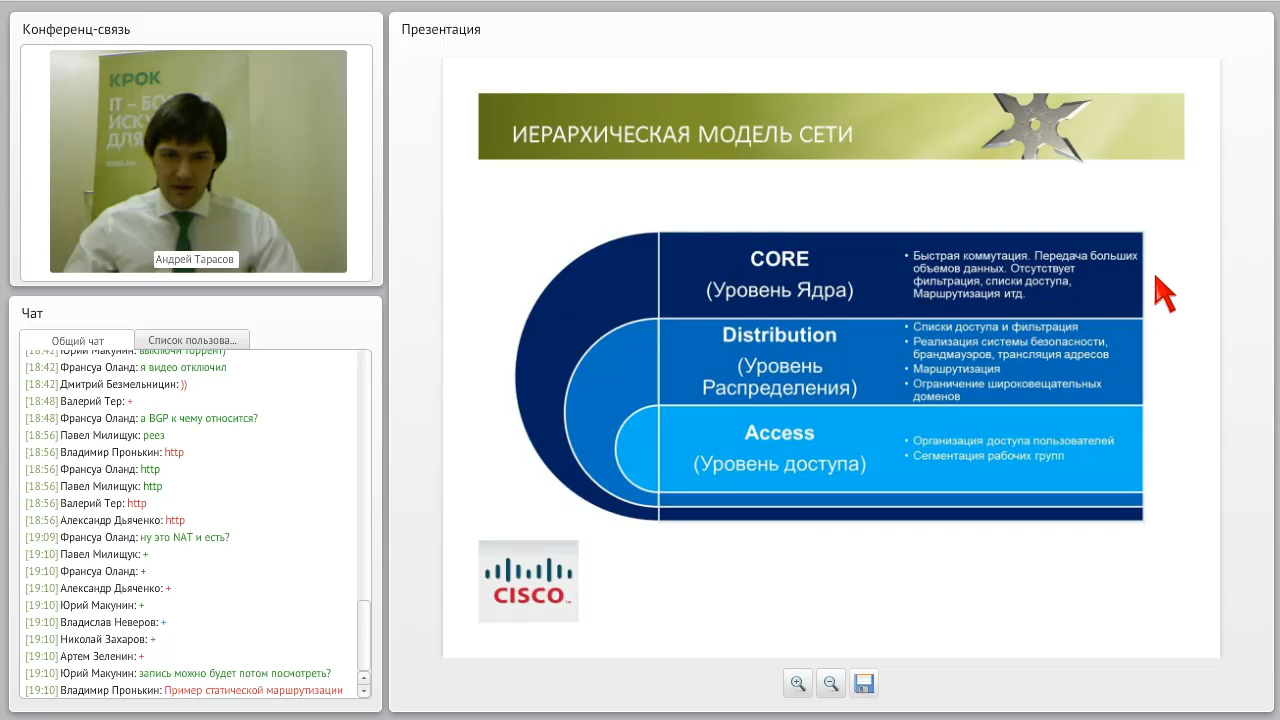 Конференц-связь
КРОК
Андрей Тарасов
Чат
Общий чат
Список пользова...
[18:42] Юрий Макунин: выключи торрент)
[18:42] Франсуа Оланд: я видео отключил
[18:42] Дмитрий Безмельницин: ))
[18:48] Валерий Тер: +
[18:48] Франсуа Оланд: а BGP к чему относится?
[18:56] Павел Милищук: реез
[18:56] Владимир Пронькин: http
[18:56] Франсуа Оланд: http
[18:56] Павел Милищук: http
[18:56] Валерий Тер: http
[18:56] Александр Дьяченко: http
[19:09] Франсуа Оланд: ну это NAT и есть?
[19:10] Павел Милищук: +
[19:10] Франсуа Оланд: +
[19:10] Александр Дьяченко: +
[19:10] Юрий Макунин: +
[19:10] Владислав Неверов: +
[19:10] Николай Захаров: +
[19:10] Артем Зеленин: +
[19:10] Юрий Макунин: запись можно будет потом посмотреть?
[19:10] Владимир Пронькин: Пример статической маршрутизации
Презентация
ИЕРАРХИЧЕСКАЯ МОДЕЛЬ СЕТИ
CORE
(Уровень Ядра)
• Быстрая коммутация. Передача больших
объемов данных. Отсутствует
фильтрация, списки доступа,
Маршрутизация итд.
Distribution
(Уровень
Распределения)
• Списки доступа и фильтрация
• Реализация системы безопасности,
брандмауэров, трансляция адресов
• Маршрутизация
• Ограничение широковещательных
доменов
Access
(Уровень доступа)
• Организация доступа пользователей
• Сегментация рабочих групп
CISCO